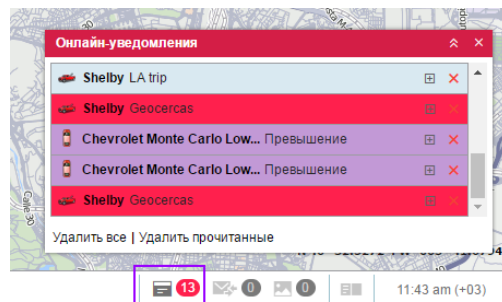 Онлайн-уведомления
Shelby LA trip
Shelby Geocercas
Chevrolet Monte Carlo Low... Превышение
Chevrolet Monte Carlo Low... Превышение
Shelby Geocercas
Удалить все | Удалить прочитанные
13 0 0 11:43 am (+03)